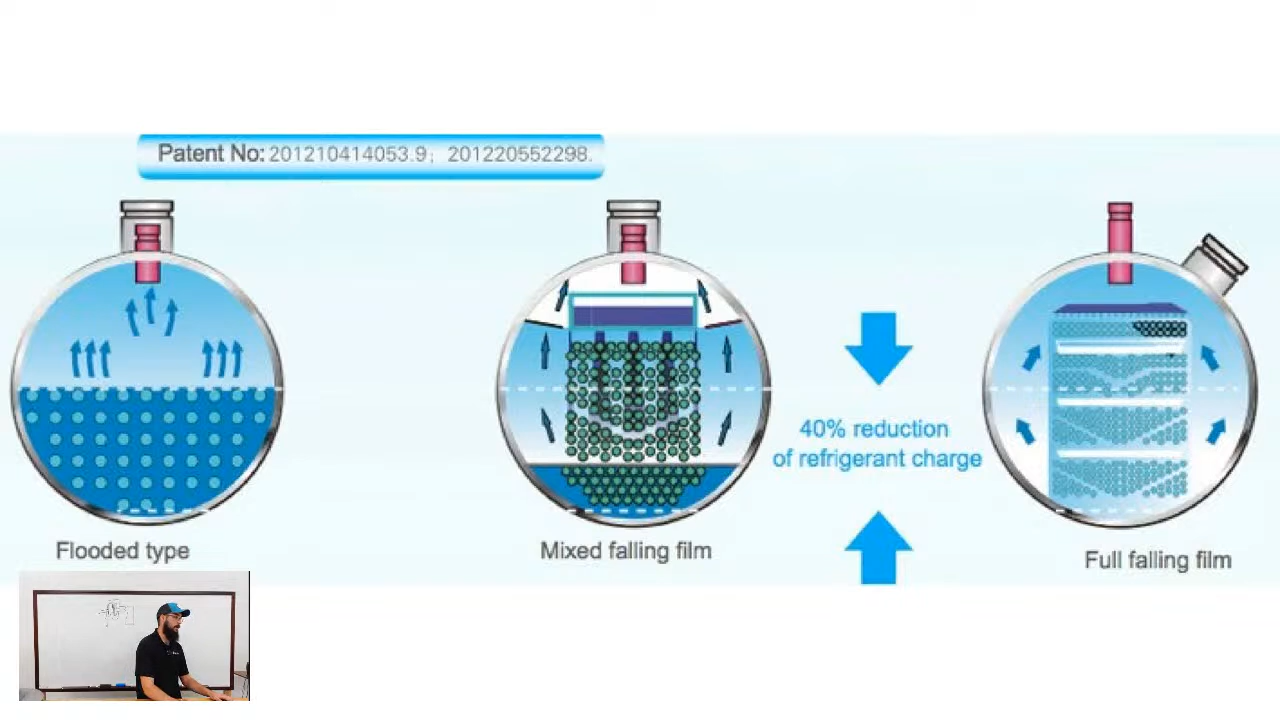 Patent No: 201210414053.9; 201220552298.
40% reduction
of refrigerant charge
Flooded type
Mixed falling film
Full falling film